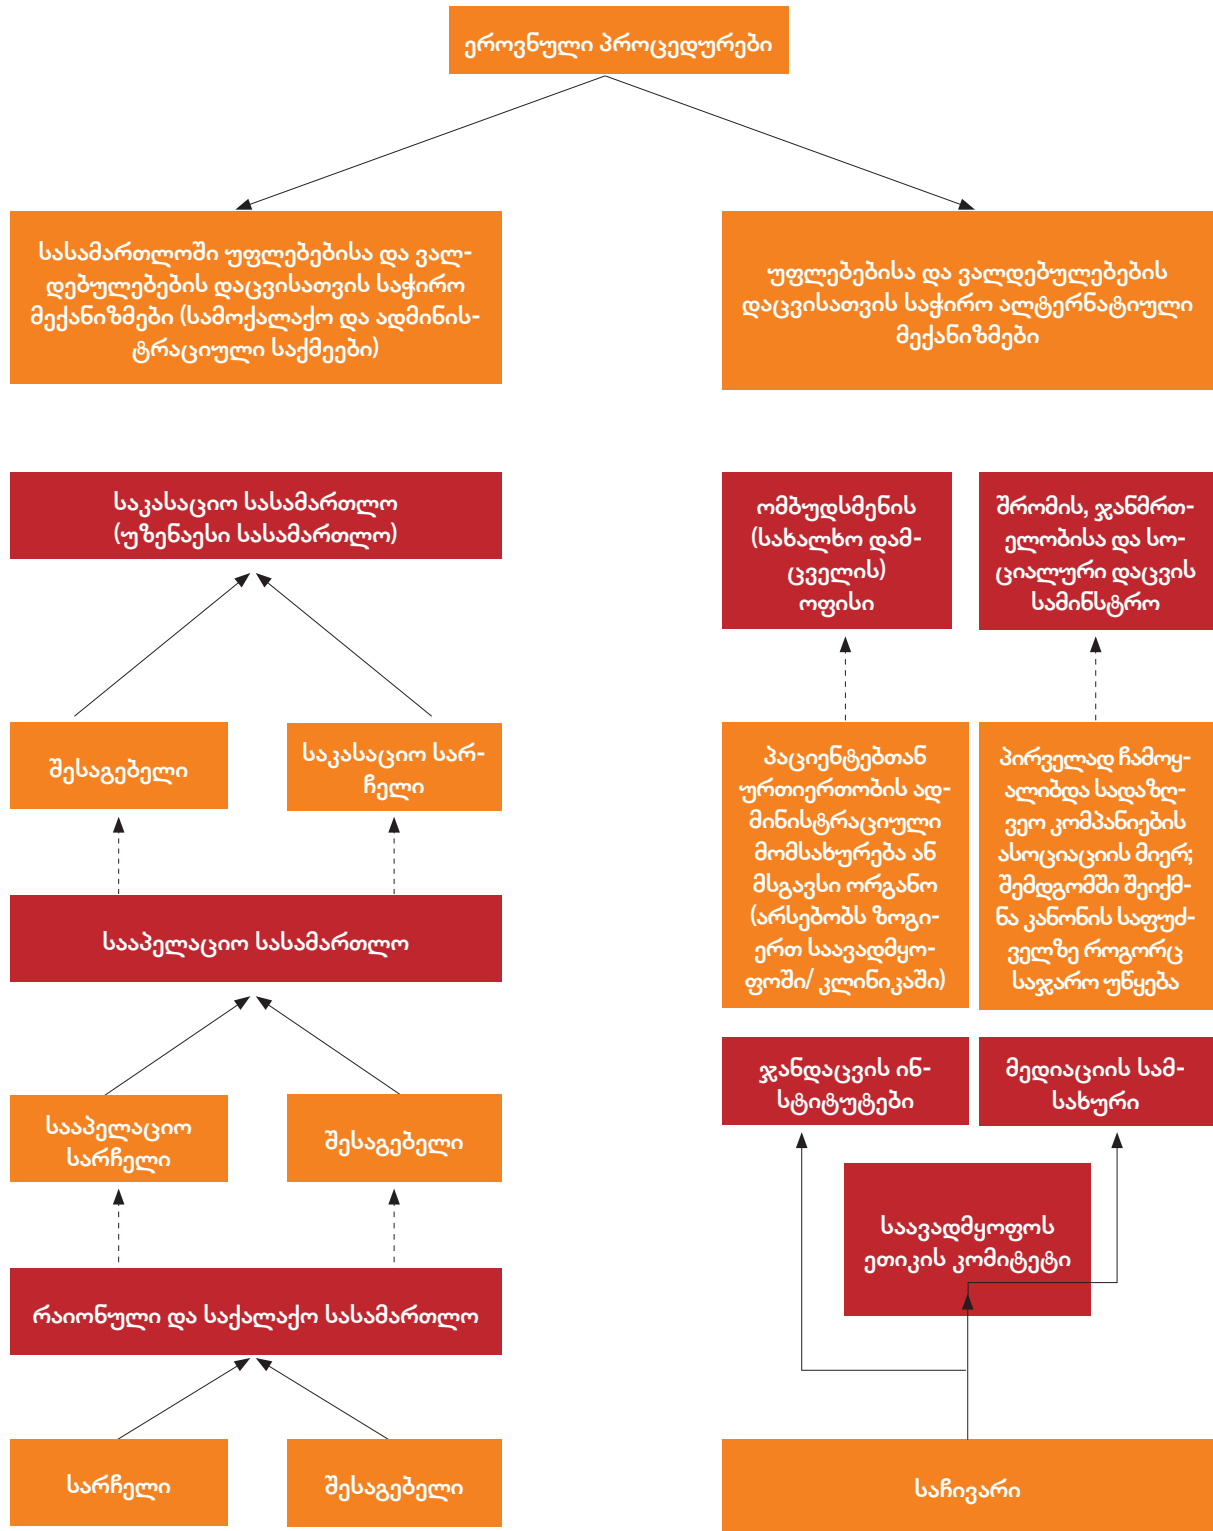 ეროვნული პროცედურები
სასამართლოში უფლებებისა და ვალ-
დებულებების დაცვისათვის საჭირო
მექანიზმები (სამოქალაქო და ადმინის-
ტრაციული საქმეები)
უფლებებისა და ვალდებულებების
დაცვისათვის საჭირო ალტერნატიული
მექანიზმები
საკასაციო სასამართლო
(უზენაესი სასამართლო)
შესაგებელი
საკასაციო სარ-
ჩელი
სააპელაციო სასამართლო
სააპელაციო
სარჩელი
შესაგებელი
რაიონული და საქალაქო სასამართლო
სარჩელი
შესაგებელი
ომბუდსმენის
(სახალხო დამ-
ცველის)
ოფისი
შრომის, ჯანმრთ-
ელობისა და სო-
ციალური დაცვის
სამინსტრო
პაციენტებთან
ურთიერთობის ად-
მინისტრაციული
მომსახურება ან
მსგავსი ორგანო
(არსებობს ზოგი-
ერთ საავადმყო-
ფოში/ კლინიკაში)
პირველად ჩამოყ-
ალიბდა სადაზღ-
ვეო კომპანიების
ასოციაციის მიერ;
შემდგომში შეიქმ-
ნა კანონის საფუძ-
ველზე როგორც
საჯარო უწყება
ჯანდაცვის ინ-
სტიტუტები
მედიაციის სამ-
სახური
საავადმყოფოს
ეთიკის კომიტეტი
საჩივარი